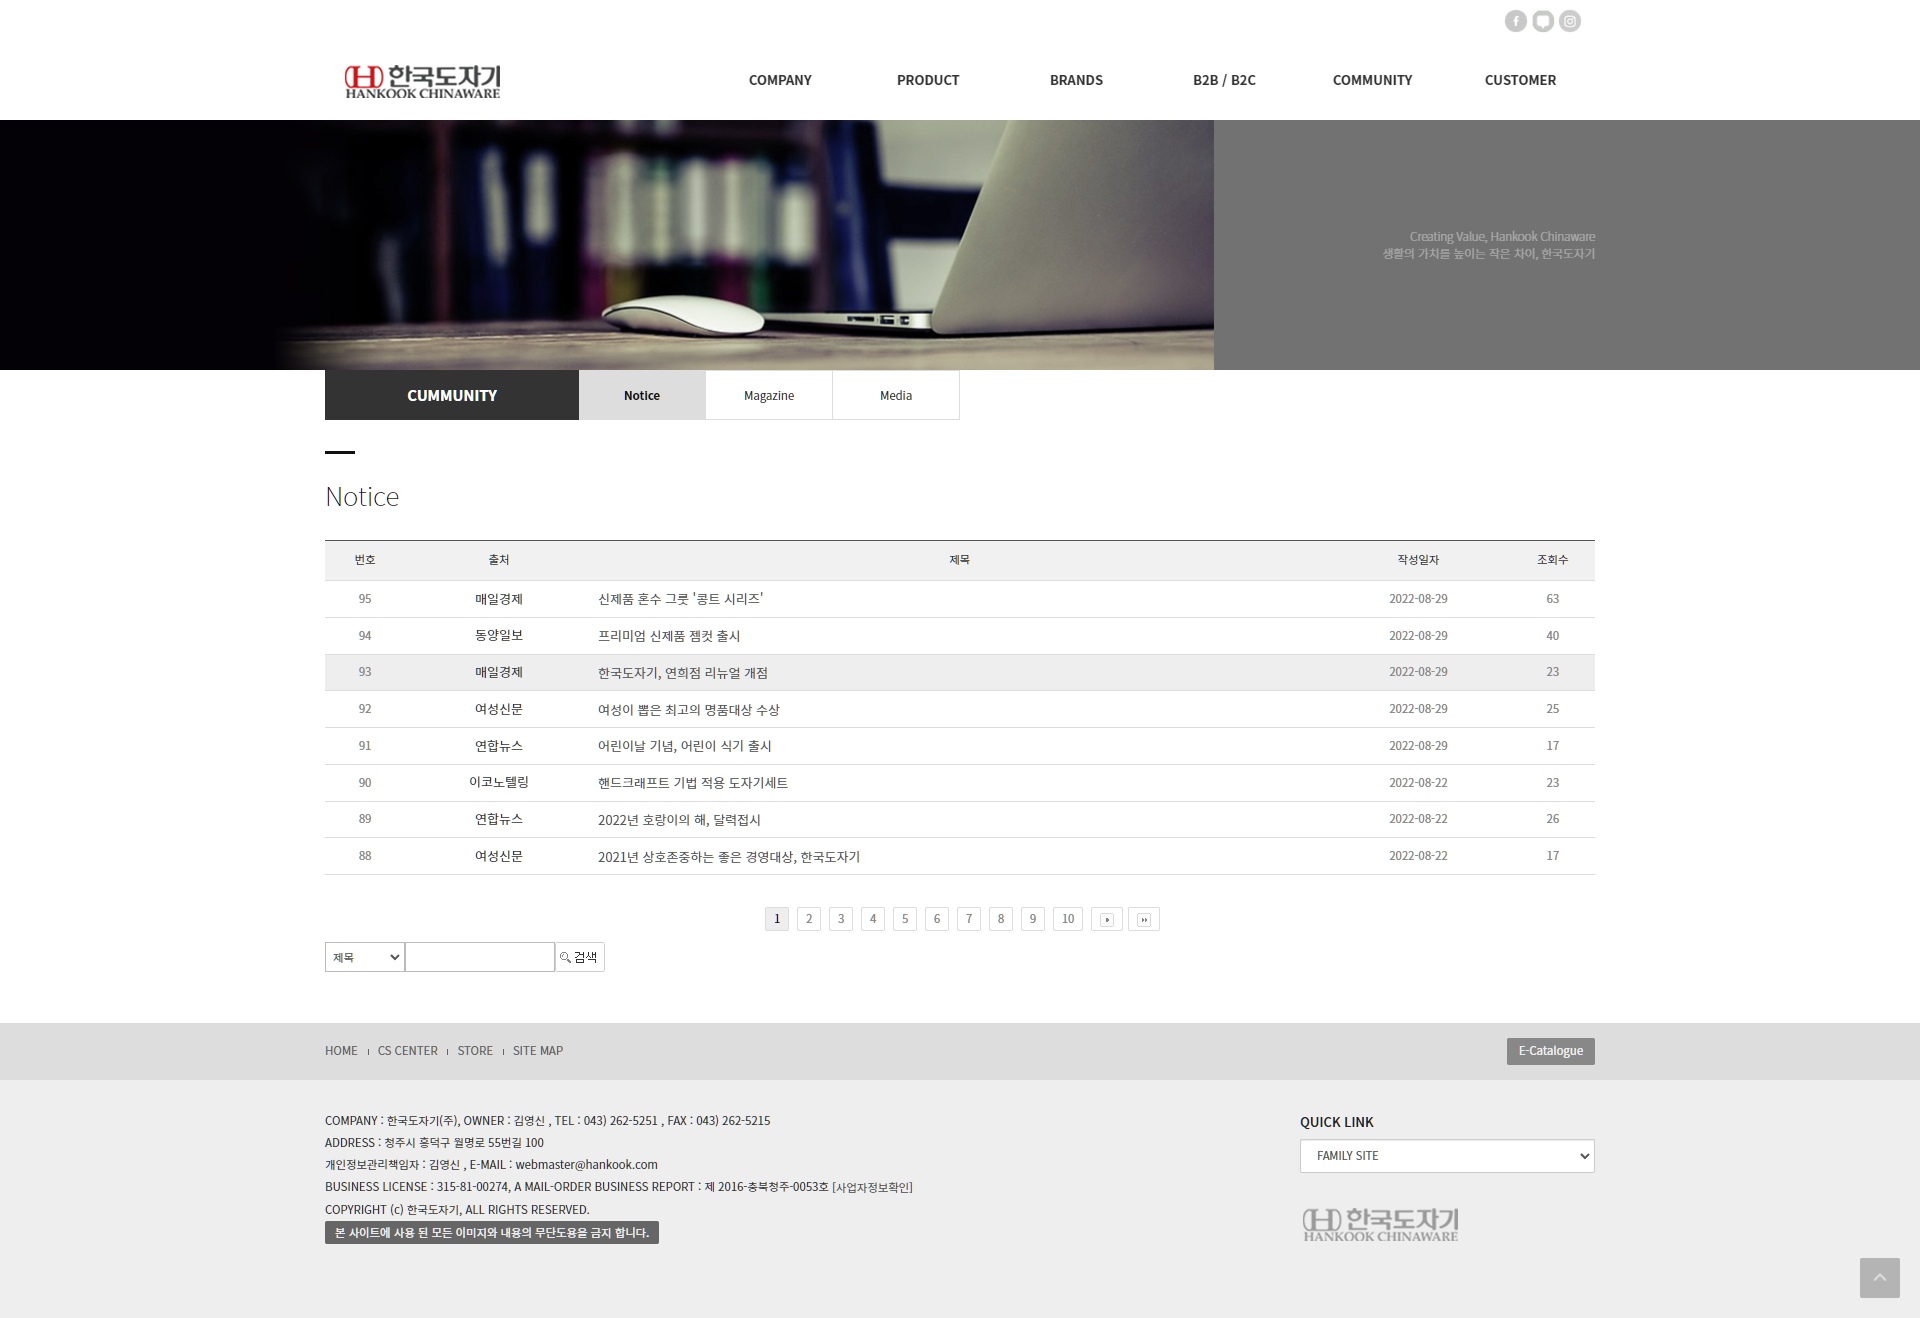 한국도자기
HANKOOK CHINAWARE
COMPANY PRODUCT BRANDS B2B / B2C COMMUNITY CUSTOMER
Creating Value, Hankook Chinaware
생활의 가치를 높이는 작은 차이, 한국도자기
CUMMUNITY Notice Magazine Media
Notice
번호 출처 제목 작성일자 조회수
95 매일경제 신제품 혼수 그릇 '콩트 시리즈' 2022-08-29 63
94 동양일보 프리미엄 신제품 젬컷 출시 2022-08-29 40
93 매일경제 한국도자기, 연희점 리뉴얼 개점 2022-08-29 23
92 여성신문 여성이 뽑은 최고의 명품대상 수상 2022-08-29 25
91 연합뉴스 어린이날 기념, 어린이 식기 출시 2022-08-29 17
90 이코노텔링 핸드크래프트 기법 적용 도자기세트 2022-08-22 23
89 연합뉴스 2022년 호랑이의 해, 달력접시 2022-08-22 26
88 여성신문 2021년 상호존중하는 좋은 경영대상, 한국도자기 2022-08-22 17
1 2 3 4 5 6 7 8 9 10
제목 검색
HOME CS CENTER STORE SITE MAP E-Catalogue
COMPANY : 한국도자기(주), OWNER : 김영신 , TEL : 043) 262-5251 , FAX : 043) 262-5215
ADDRESS : 청주시 흥덕구 월명로 55번길 100
개인정보관리책임자 : 김영신 , E-MAIL : webmaster@hankook.com
BUSINESS LICENSE : 315-81-00274, A MAIL-ORDER BUSINESS REPORT : 제 2016-충북청주-0053호 [사업자정보확인]
COPYRIGHT (c) 한국도자기, ALL RIGHTS RESERVED.
본 사이트에 사용 된 모든 이미지와 내용의 무단도용을 금지 합니다.
QUICK LINK
FAMILY SITE
한국도자기
HANKOOK CHINAWARE